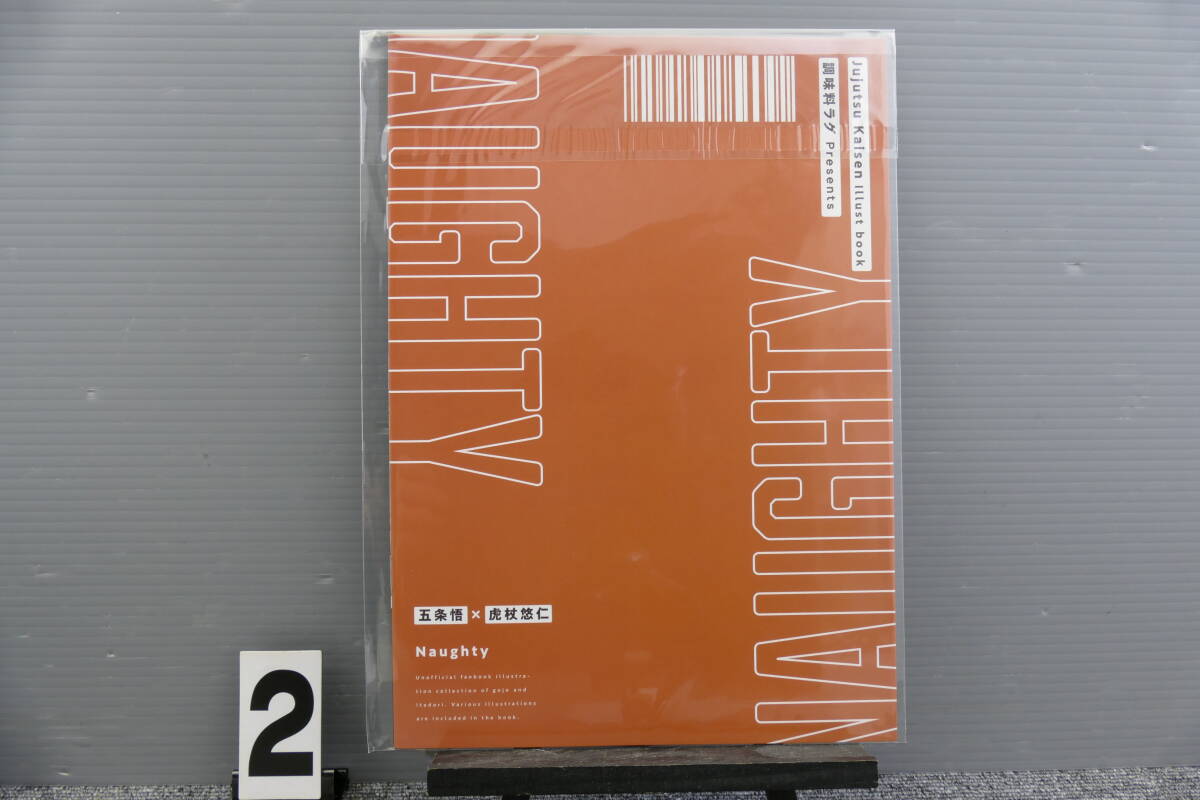 Jujutsu Kaisen Illust book
調味料ラグ Presents
NAUGHTY
NAUGHTY
五条悟 × 虎杖悠仁
Naughty
Unofficial fanbook illustra-
tion collection of gojo and
itadori. Various illustrations
are included in the book.
2